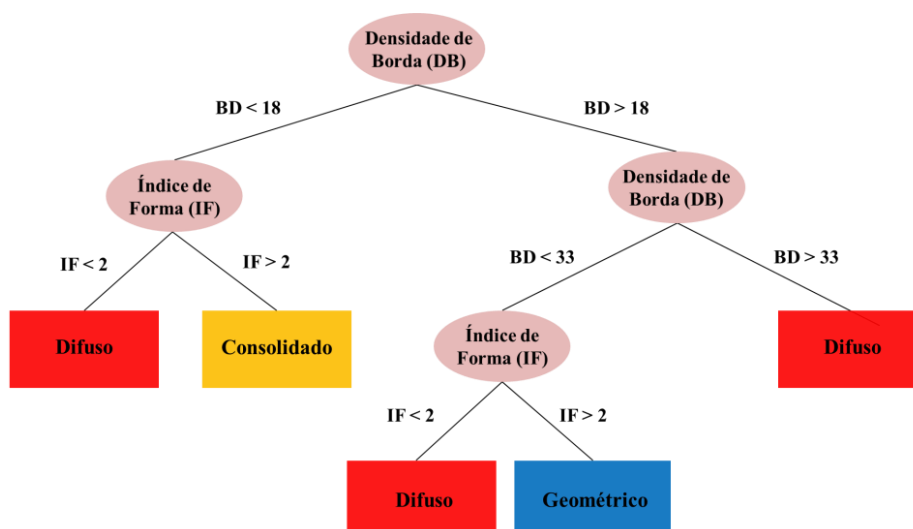 Densidade de
Borda (DB)
BD < 18
BD > 18
Índice de
Forma (IF)
Densidade de
Borda (DB)
IF < 2
IF > 2
BD < 33
BD > 33
Difuso
Consolidado
Índice de
Forma (IF)
Difuso
IF < 2
IF > 2
Difuso
Geométrico